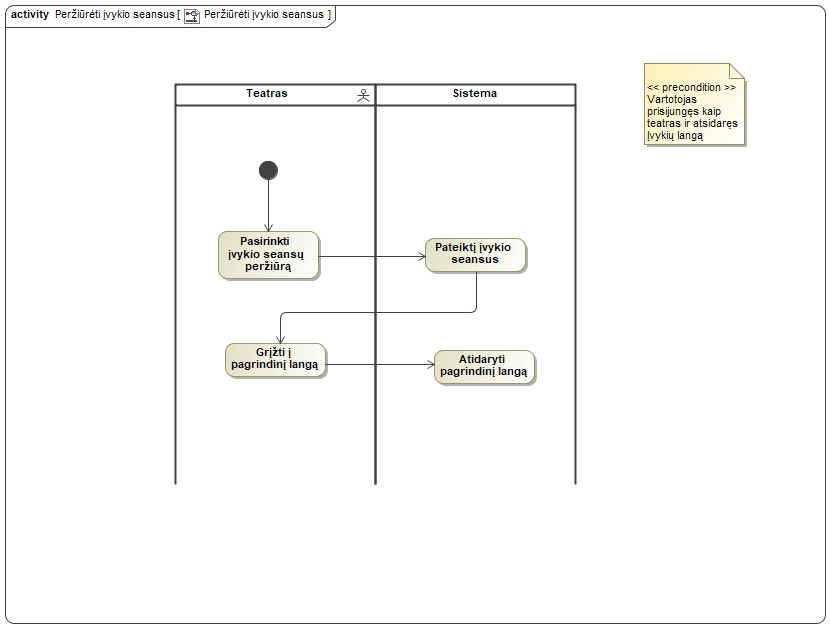 activity Peržiūrėti įvykio seansus [ Peržiūrėti įvykio seansus ]
Teatras
Sistema
<< precondition >>
Vartotojas
prisijungęs kaip
teatras ir atsidaręs
Įvykių langą
Pasirinkti
įvykio seansų
peržiūrą
Pateiktį įvykio
seansus
Grįžti į
pagrindinį langą
Atidaryti
pagrindinį langą